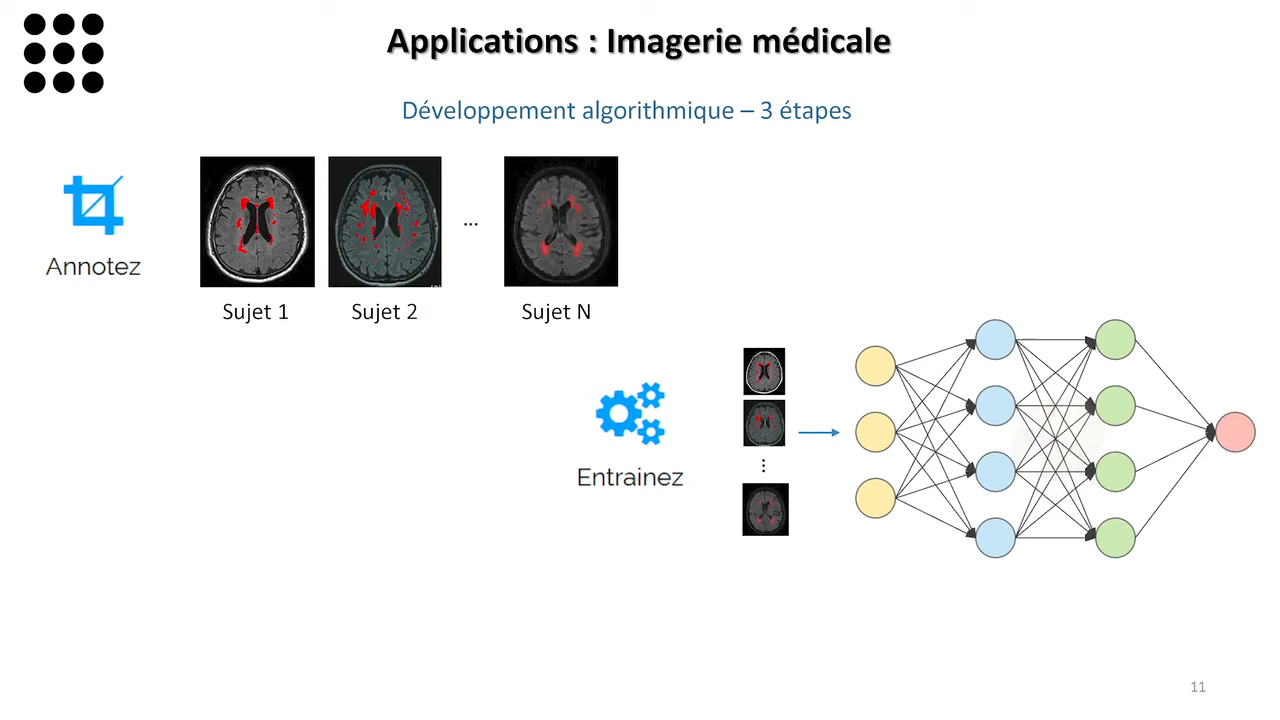 Applications : Imagerie médicale
Développement algorithmique – 3 étapes
Annotez
...
Sujet 1
Sujet 2
Sujet N
Entrainez
11